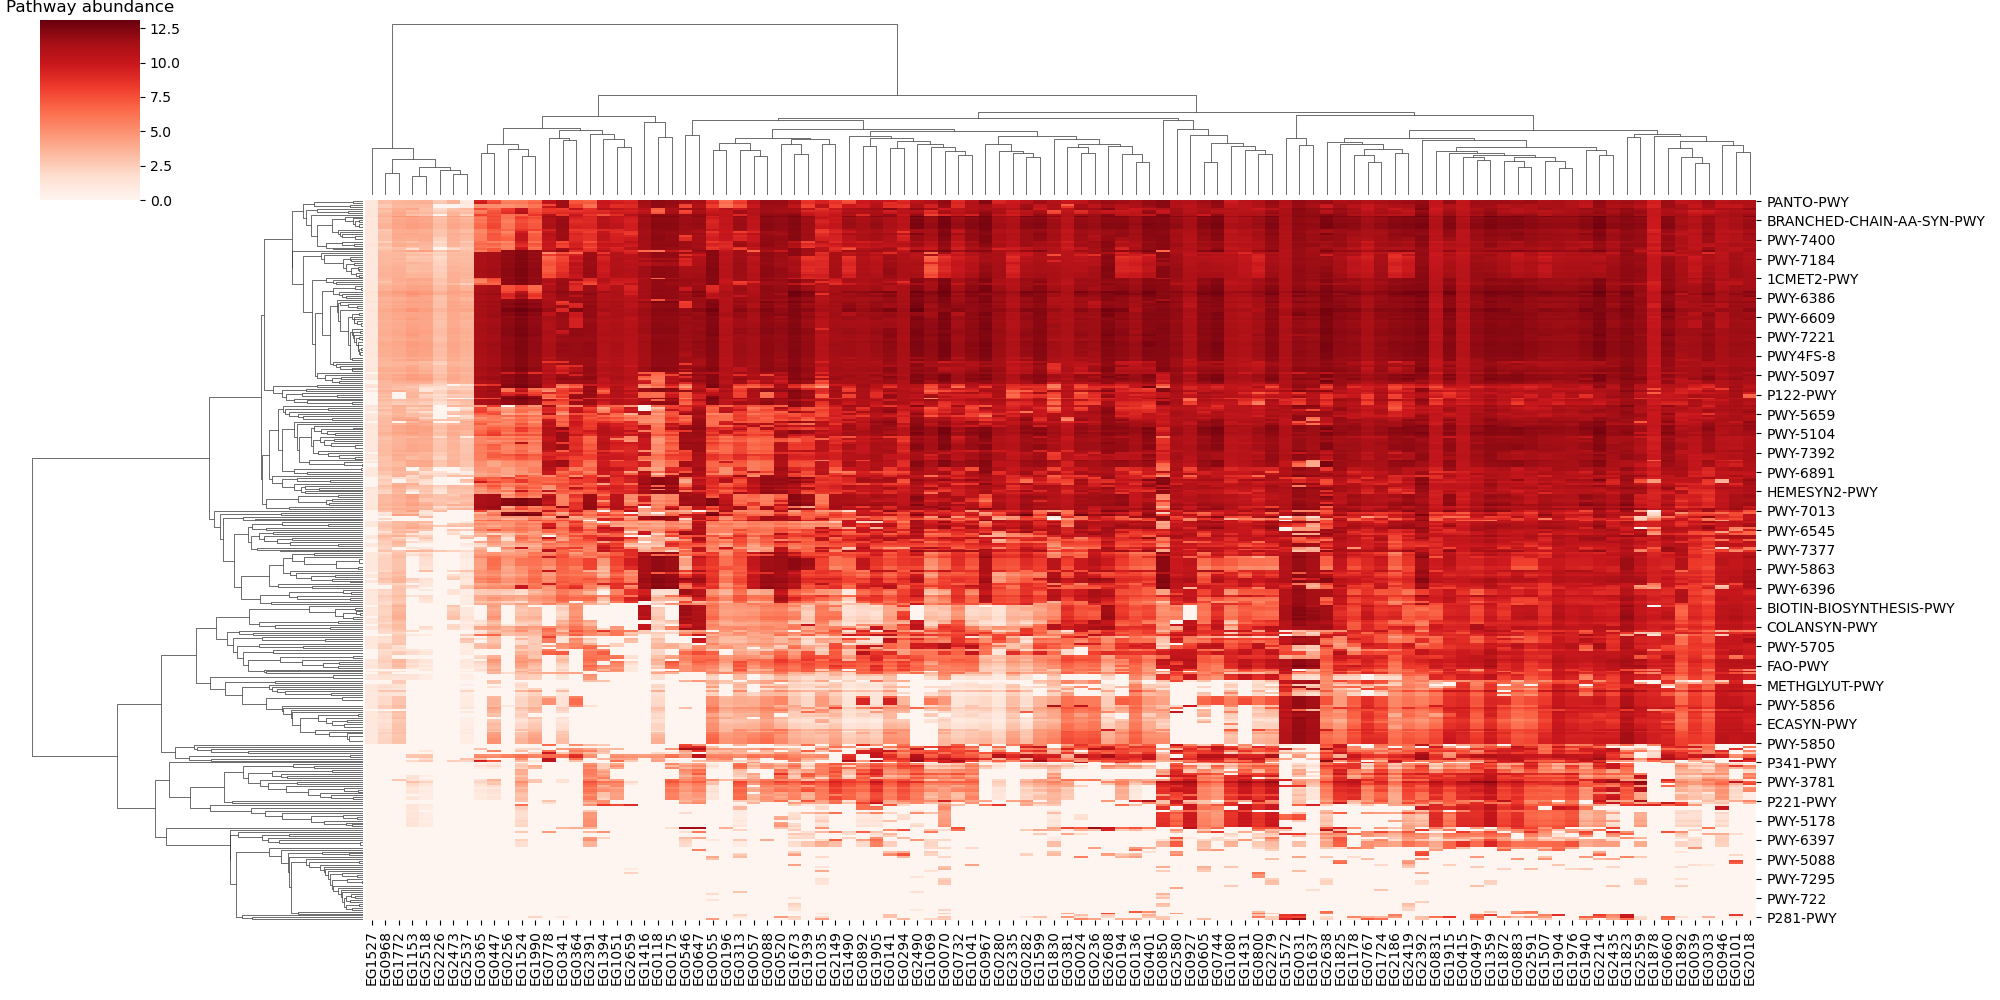 Pathway abundance
12.5
10.0
7.5
5.0
2.5
0.0
PANTO-PWY
BRANCHED-CHAIN-AA-SYN-PWY
PWY-7400
PWY-7184
1CMET2-PWY
PWY-6386
PWY-6609
PWY-7221
PWY4FS-8
PWY-5097
P122-PWY
PWY-5659
PWY-5104
PWY-7392
PWY-6891
HEMESYN2-PWY
PWY-7013
PWY-6545
PWY-7377
PWY-5863
PWY-6396
BIOTIN-BIOSYNTHESIS-PWY
COLANSYN-PWY
PWY-5705
FAO-PWY
METHGLYUT-PWY
PWY-5856
ECASYN-PWY
PWY-5850
P341-PWY
PWY-3781
P221-PWY
PWY-5178
PWY-6397
PWY-5088
PWY-7295
PWY-722
P281-PWY
EG1527
EG0968
EG1772
EG1153
EG2518
EG2226
EG2473
EG2537
EG0365
EG0447
EG0256
EG1524
EG1990
EG0778
EG0341
EG0364
EG2391
EG1394
EG1051
EG2659
EG1416
EG0118
EG0175
EG0546
EG0647
EG0055
EG0196
EG0313
EG0057
EG0088
EG0520
EG1673
EG1939
EG1035
EG2149
EG1490
EG0892
EG1905
EG0141
EG0294
EG2490
EG1069
EG0070
EG0732
EG1041
EG0967
EG0280
EG2335
EG0282
EG1599
EG1830
EG0381
EG0024
EG0236
EG2608
EG0194
EG0136
EG0401
EG0850
EG2580
EG0927
EG0605
EG0744
EG1080
EG1431
EG0800
EG2279
EG1572
EG0031
EG1637
EG2638
EG1825
EG1178
EG0767
EG1724
EG2186
EG2419
EG2392
EG0831
EG1915
EG0415
EG0497
EG1359
EG1872
EG0883
EG2591
EG1507
EG1904
EG1976
EG1940
EG2214
EG2435
EG1823
EG2559
EG1878
EG0060
EG1892
EG0039
EG0303
EG0946
EG0101
EG2018